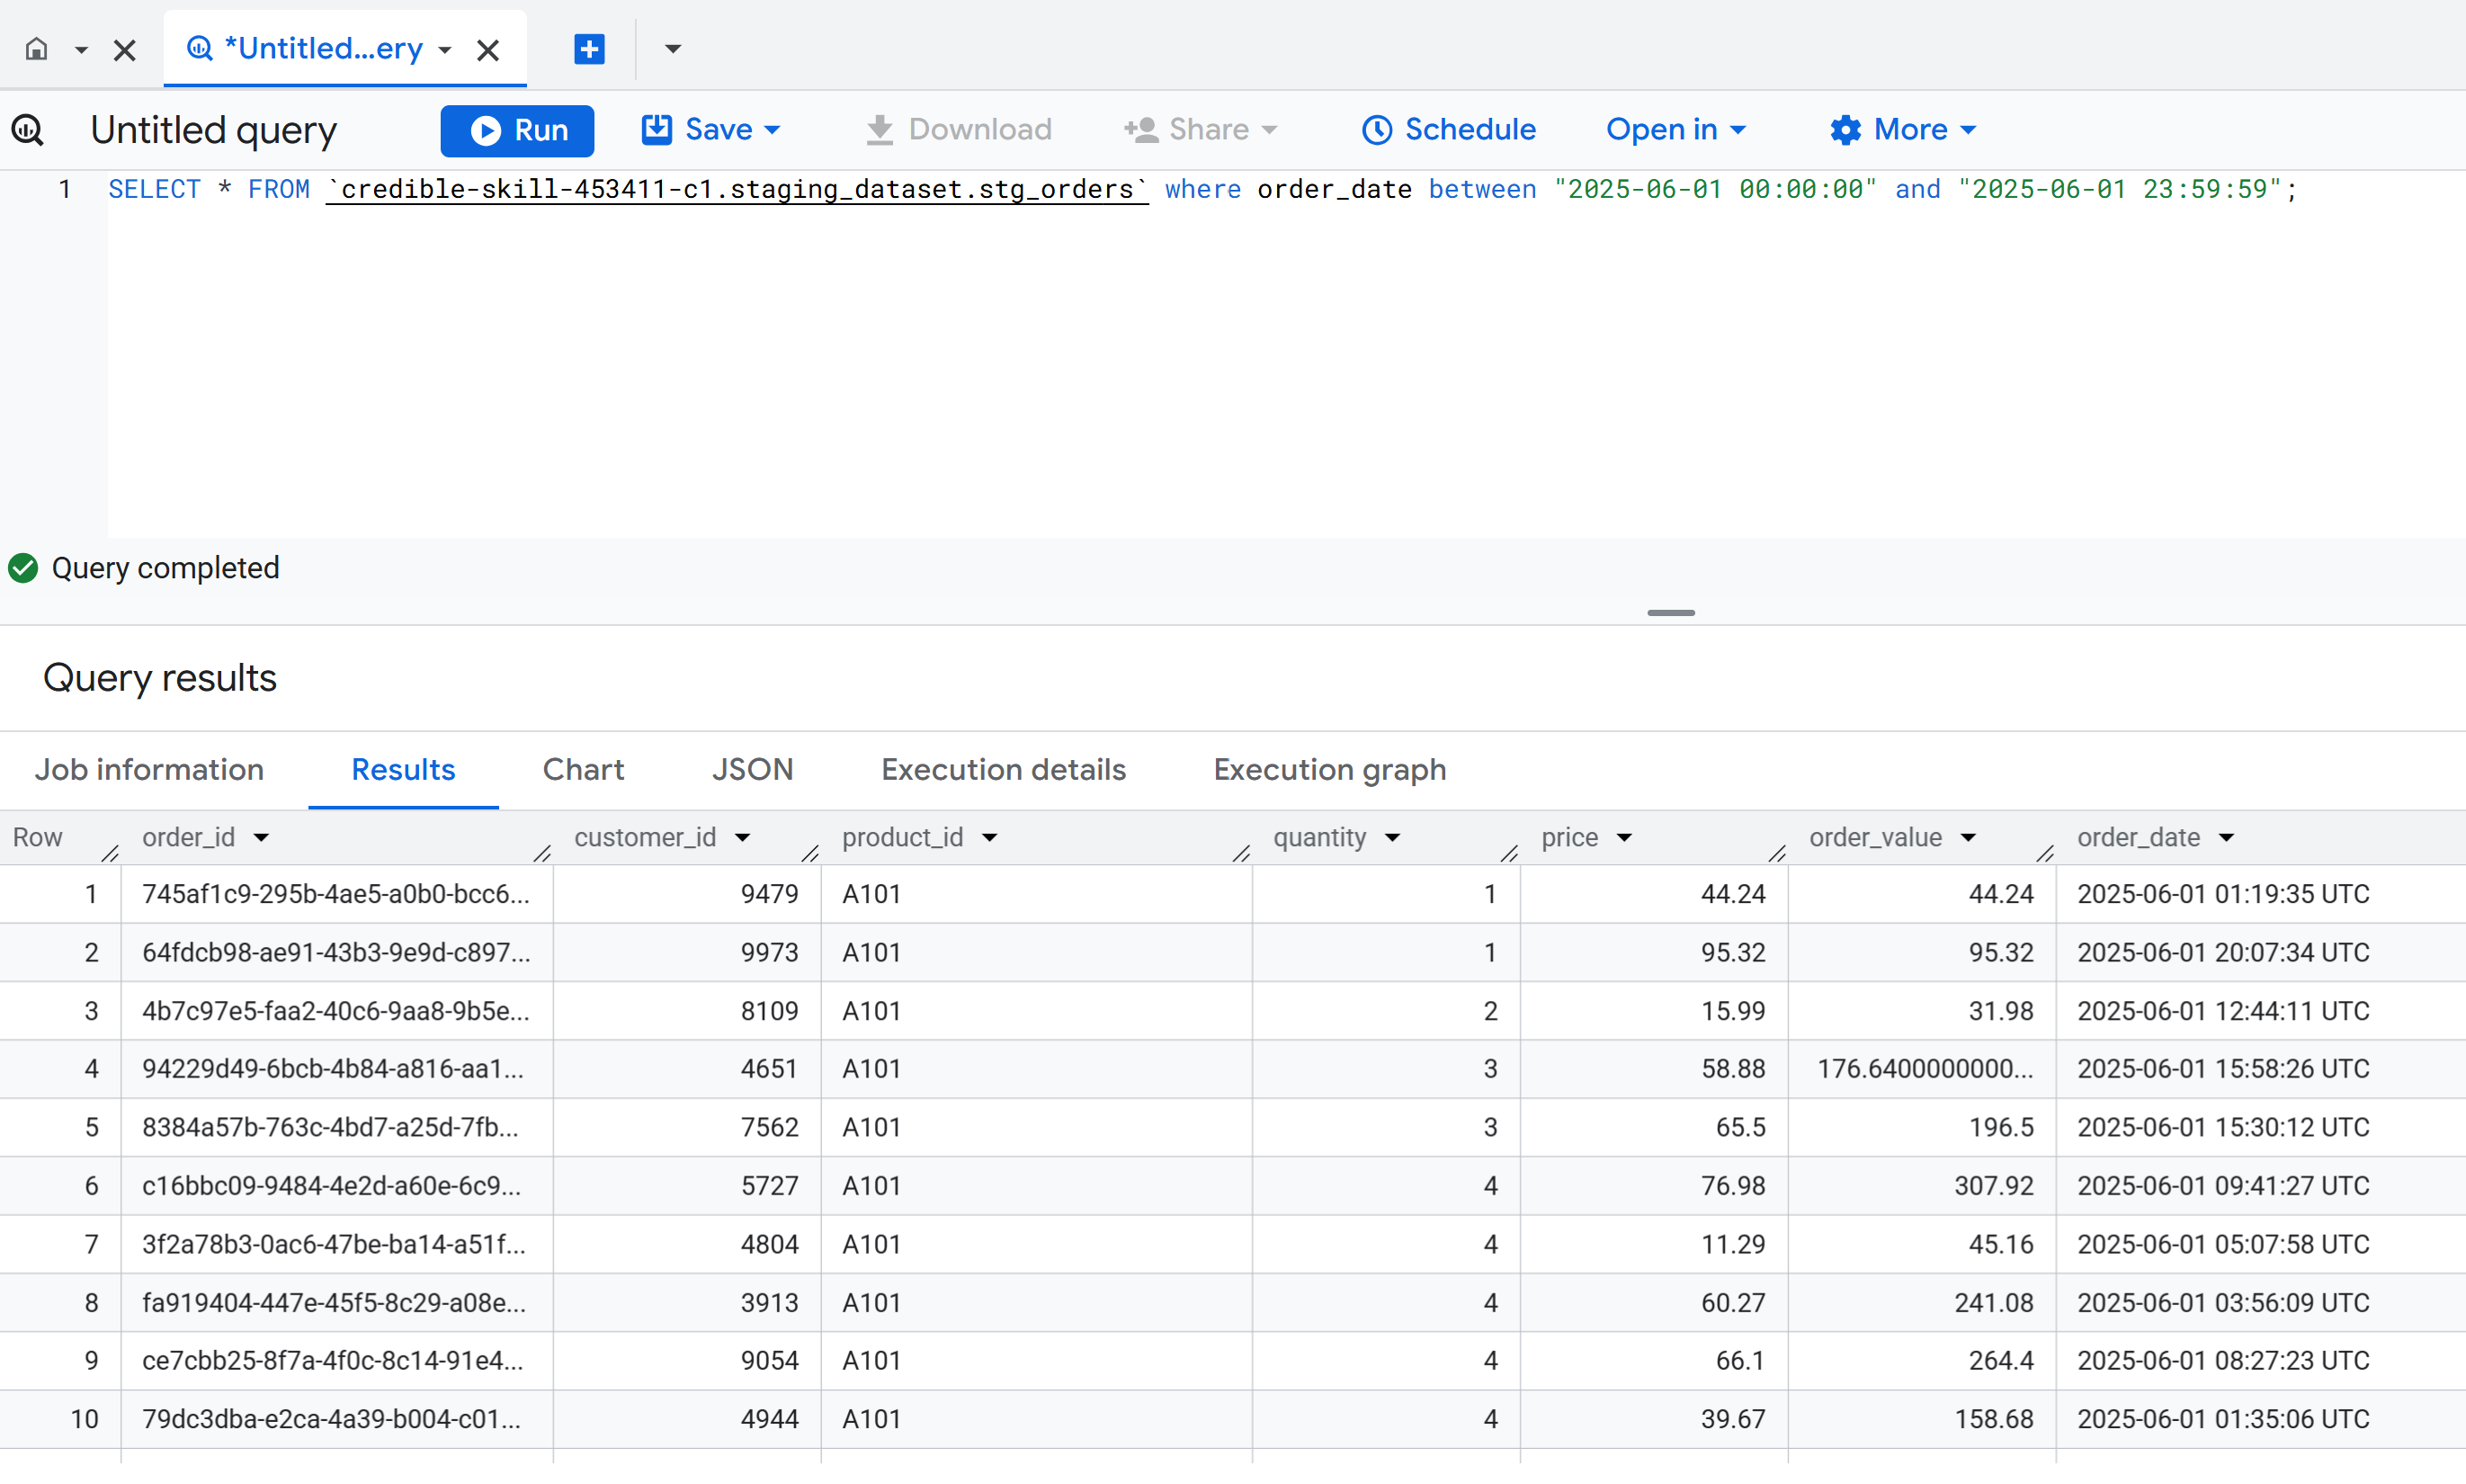 *Untitled...ery
Untitled query Run Save Download Share Schedule Open in More
1 SELECT * FROM `credible-skill-453411-c1.staging_dataset.stg_orders` where order_date between "2025-06-01 00:00:00" and "2025-06-01 23:59:59";
Query completed
Query results
Job information Results Chart JSON Execution details Execution graph
Row order_id customer_id product_id quantity price order_value order_date
1 745af1c9-295b-4ae5-a0b0-bcc6... 9479 A101 1 44.24 44.24 2025-06-01 01:19:35 UTC
2 64fdcb98-ae91-43b3-9e9d-c897... 9973 A101 1 95.32 95.32 2025-06-01 20:07:34 UTC
3 4b7c97e5-faa2-40c6-9aa8-9b5e... 8109 A101 2 15.99 31.98 2025-06-01 12:44:11 UTC
4 94229d49-6bcb-4b84-a816-aa1... 4651 A101 3 58.88 176.6400000000... 2025-06-01 15:58:26 UTC
5 8384a57b-763c-4bd7-a25d-7fb... 7562 A101 3 65.5 196.5 2025-06-01 15:30:12 UTC
6 c16bbc09-9484-4e2d-a60e-6c9... 5727 A101 4 76.98 307.92 2025-06-01 09:41:27 UTC
7 3f2a78b3-0ac6-47be-ba14-a51f... 4804 A101 4 11.29 45.16 2025-06-01 05:07:58 UTC
8 fa919404-447e-45f5-8c29-a08e... 3913 A101 4 60.27 241.08 2025-06-01 03:56:09 UTC
9 ce7cbb25-8f7a-4f0c-8c14-91e4... 9054 A101 4 66.1 264.4 2025-06-01 08:27:23 UTC
10 79dc3dba-e2ca-4a39-b004-c01... 4944 A101 4 39.67 158.68 2025-06-01 01:35:06 UTC